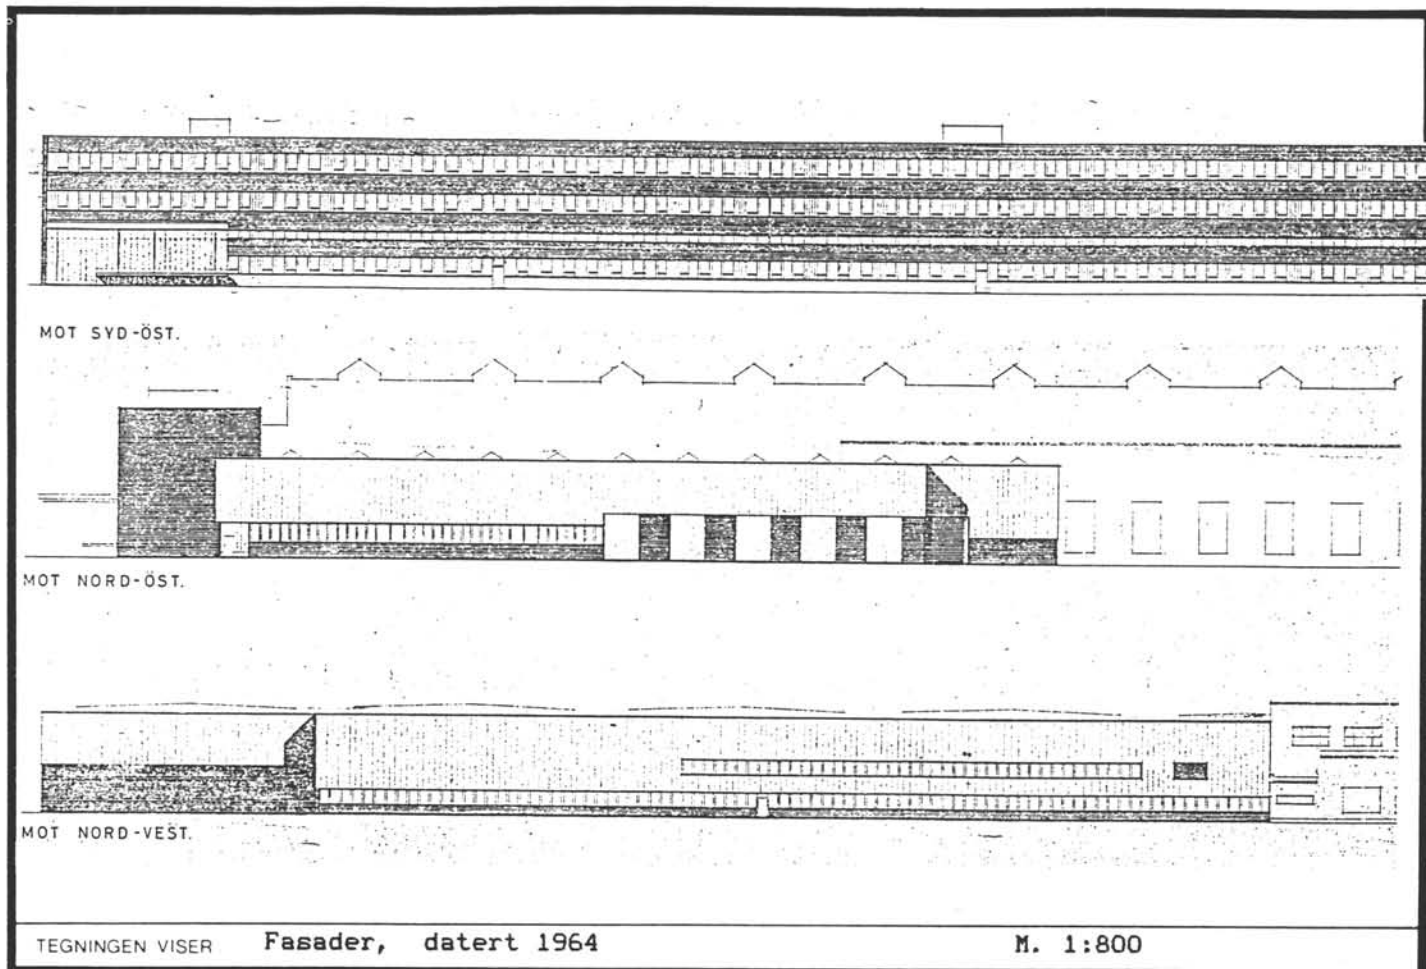 MOT SYD-ÖST.
MOT NORD-ÖST.
MOT NORD-VEST.
TEGNINGEN VISER Fasader, datert 1964 M. 1:800